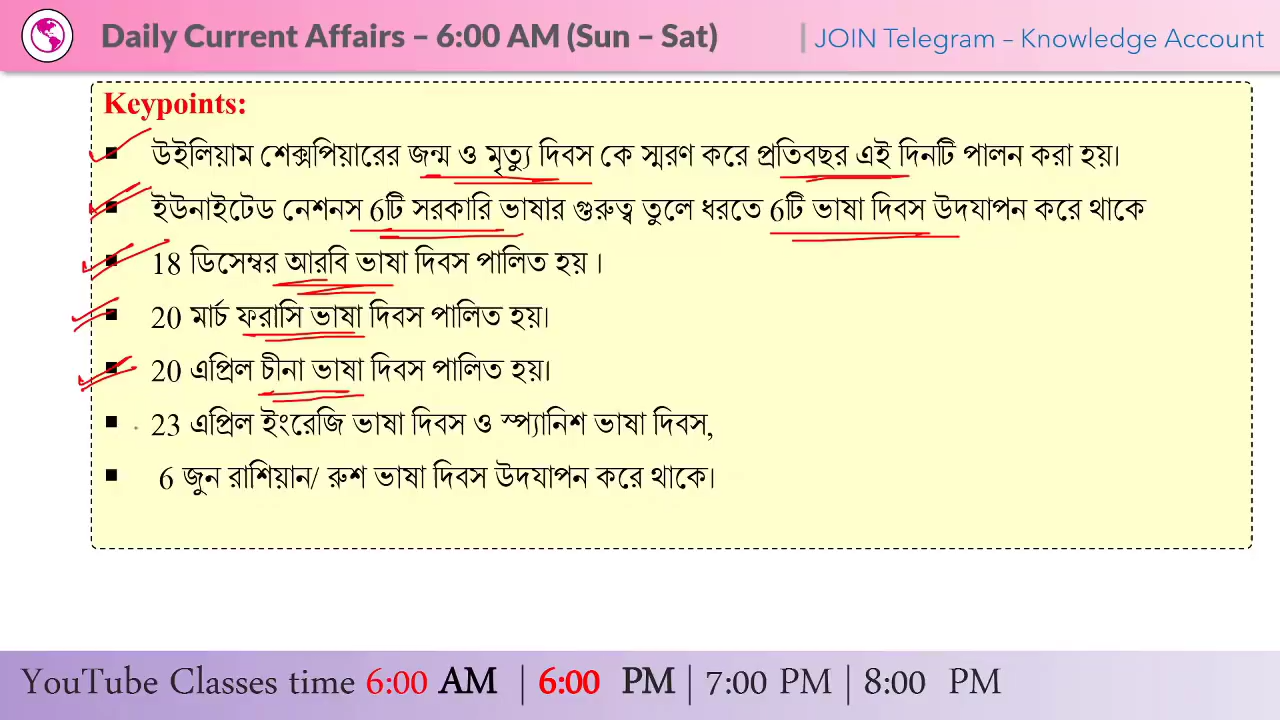 Daily Current Affairs – 6:00 AM (Sun – Sat)
JOIN Telegram – Knowledge Account
Keypoints:
▪ উইলিয়াম শেক্সপিয়ারের জন্ম ও মৃত্যু দিবস কে স্মরণ করে প্রতিবছর এই দিনটি পালন করা হয়।
▪ ইউনাইটেড নেশনস 6টি সরকারি ভাষার গুরুত্ব তুলে ধরতে 6টি ভাষা দিবস উদযাপন করে থাকে
▪ 18 ডিসেম্বর আরবি ভাষা দিবস পালিত হয়।
▪ 20 মার্চ ফরাসি ভাষা দিবস পালিত হয়।
▪ 20 এপ্রিল চীনা ভাষা দিবস পালিত হয়।
▪ 23 এপ্রিল ইংরেজি ভাষা দিবস ও স্প্যানিশ ভাষা দিবস,
▪ 6 জুন রাশিয়ান/ রুশ ভাষা দিবস উদযাপন করে থাকে।
YouTube Classes time 6:00 AM | 6:00 PM | 7:00 PM | 8:00 PM